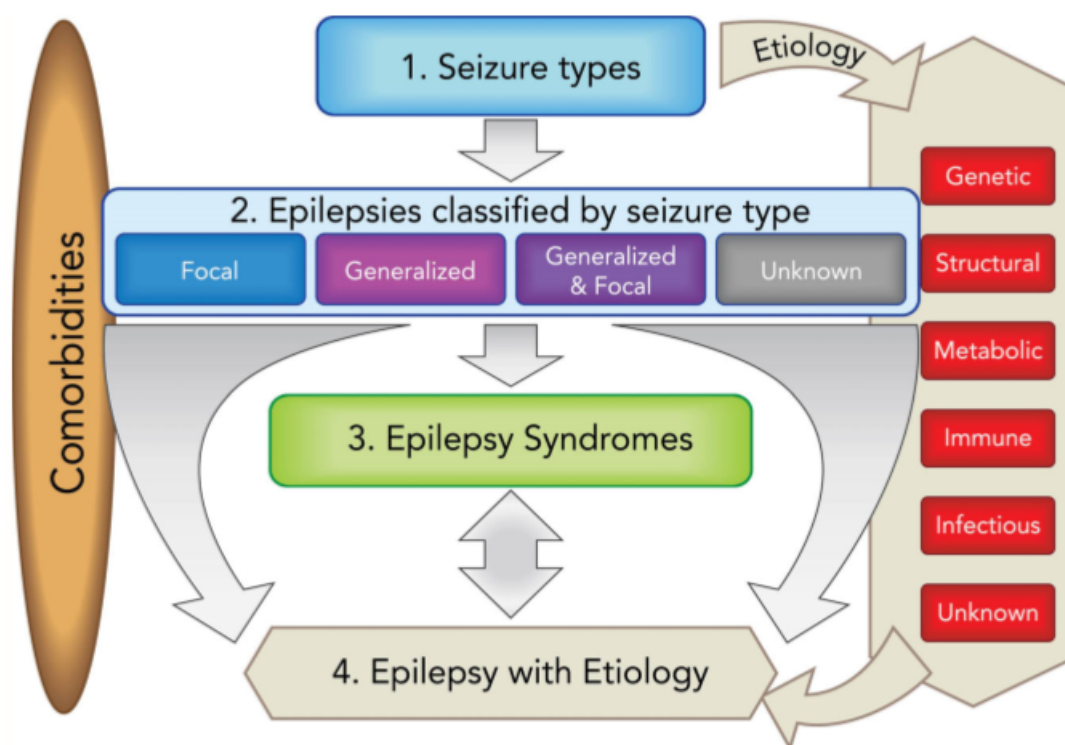 1. Seizure types
Etiology
Comorbidities
2. Epilepsies classified by seizure type
Focal
Generalized
Generalized
& Focal
Unknown
3. Epilepsy Syndromes
4. Epilepsy with Etiology
Genetic
Structural
Metabolic
Immune
Infectious
Unknown